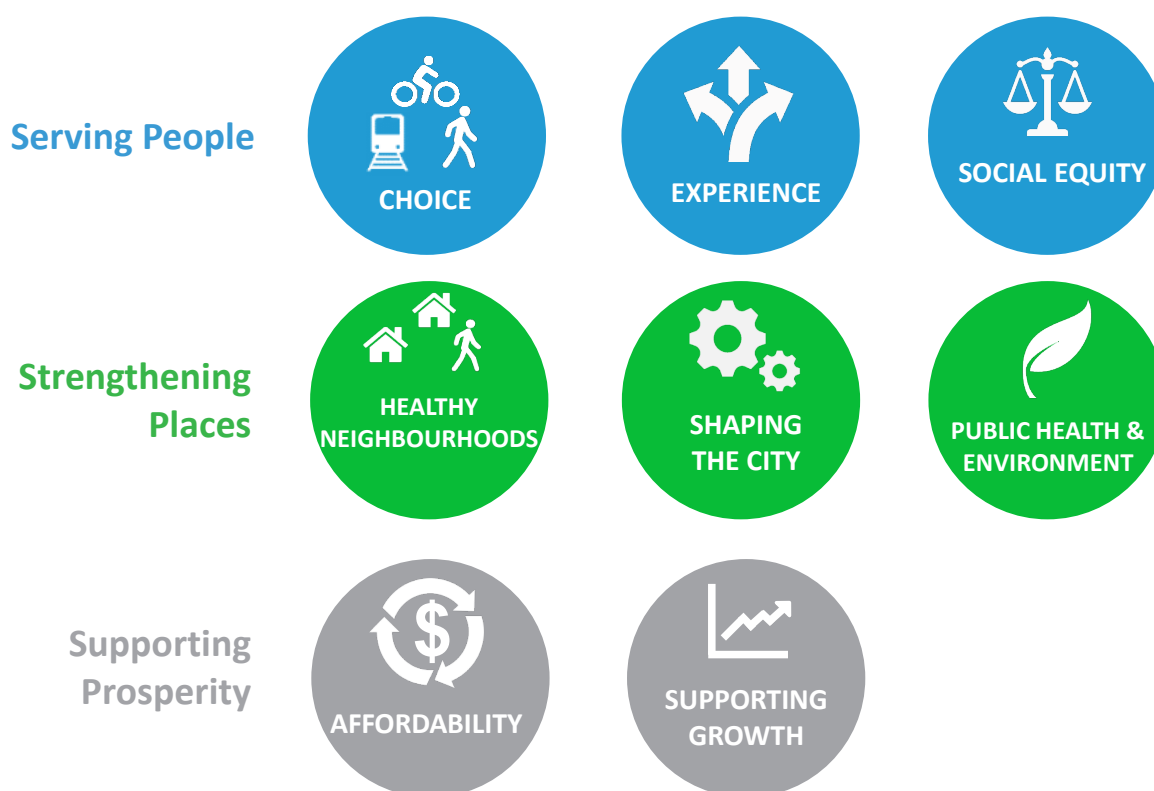 Serving People
CHOICE
EXPERIENCE
SOCIAL EQUITY
Strengthening
Places
HEALTHY
NEIGHBOURHOODS
SHAPING
THE CITY
PUBLIC HEALTH &
ENVIRONMENT
Supporting
Prosperity
$
AFFORDABILITY
SUPPORTING
GROWTH